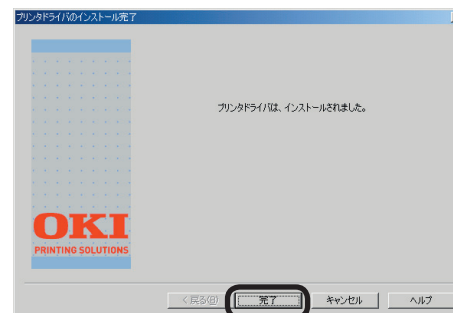 プリンタドライバのインストール完了
プリンタドライバは、インストールされました。
OKI
PRINTING SOLUTIONS
< 戻る(B) 完了 キャンセル ヘルプ